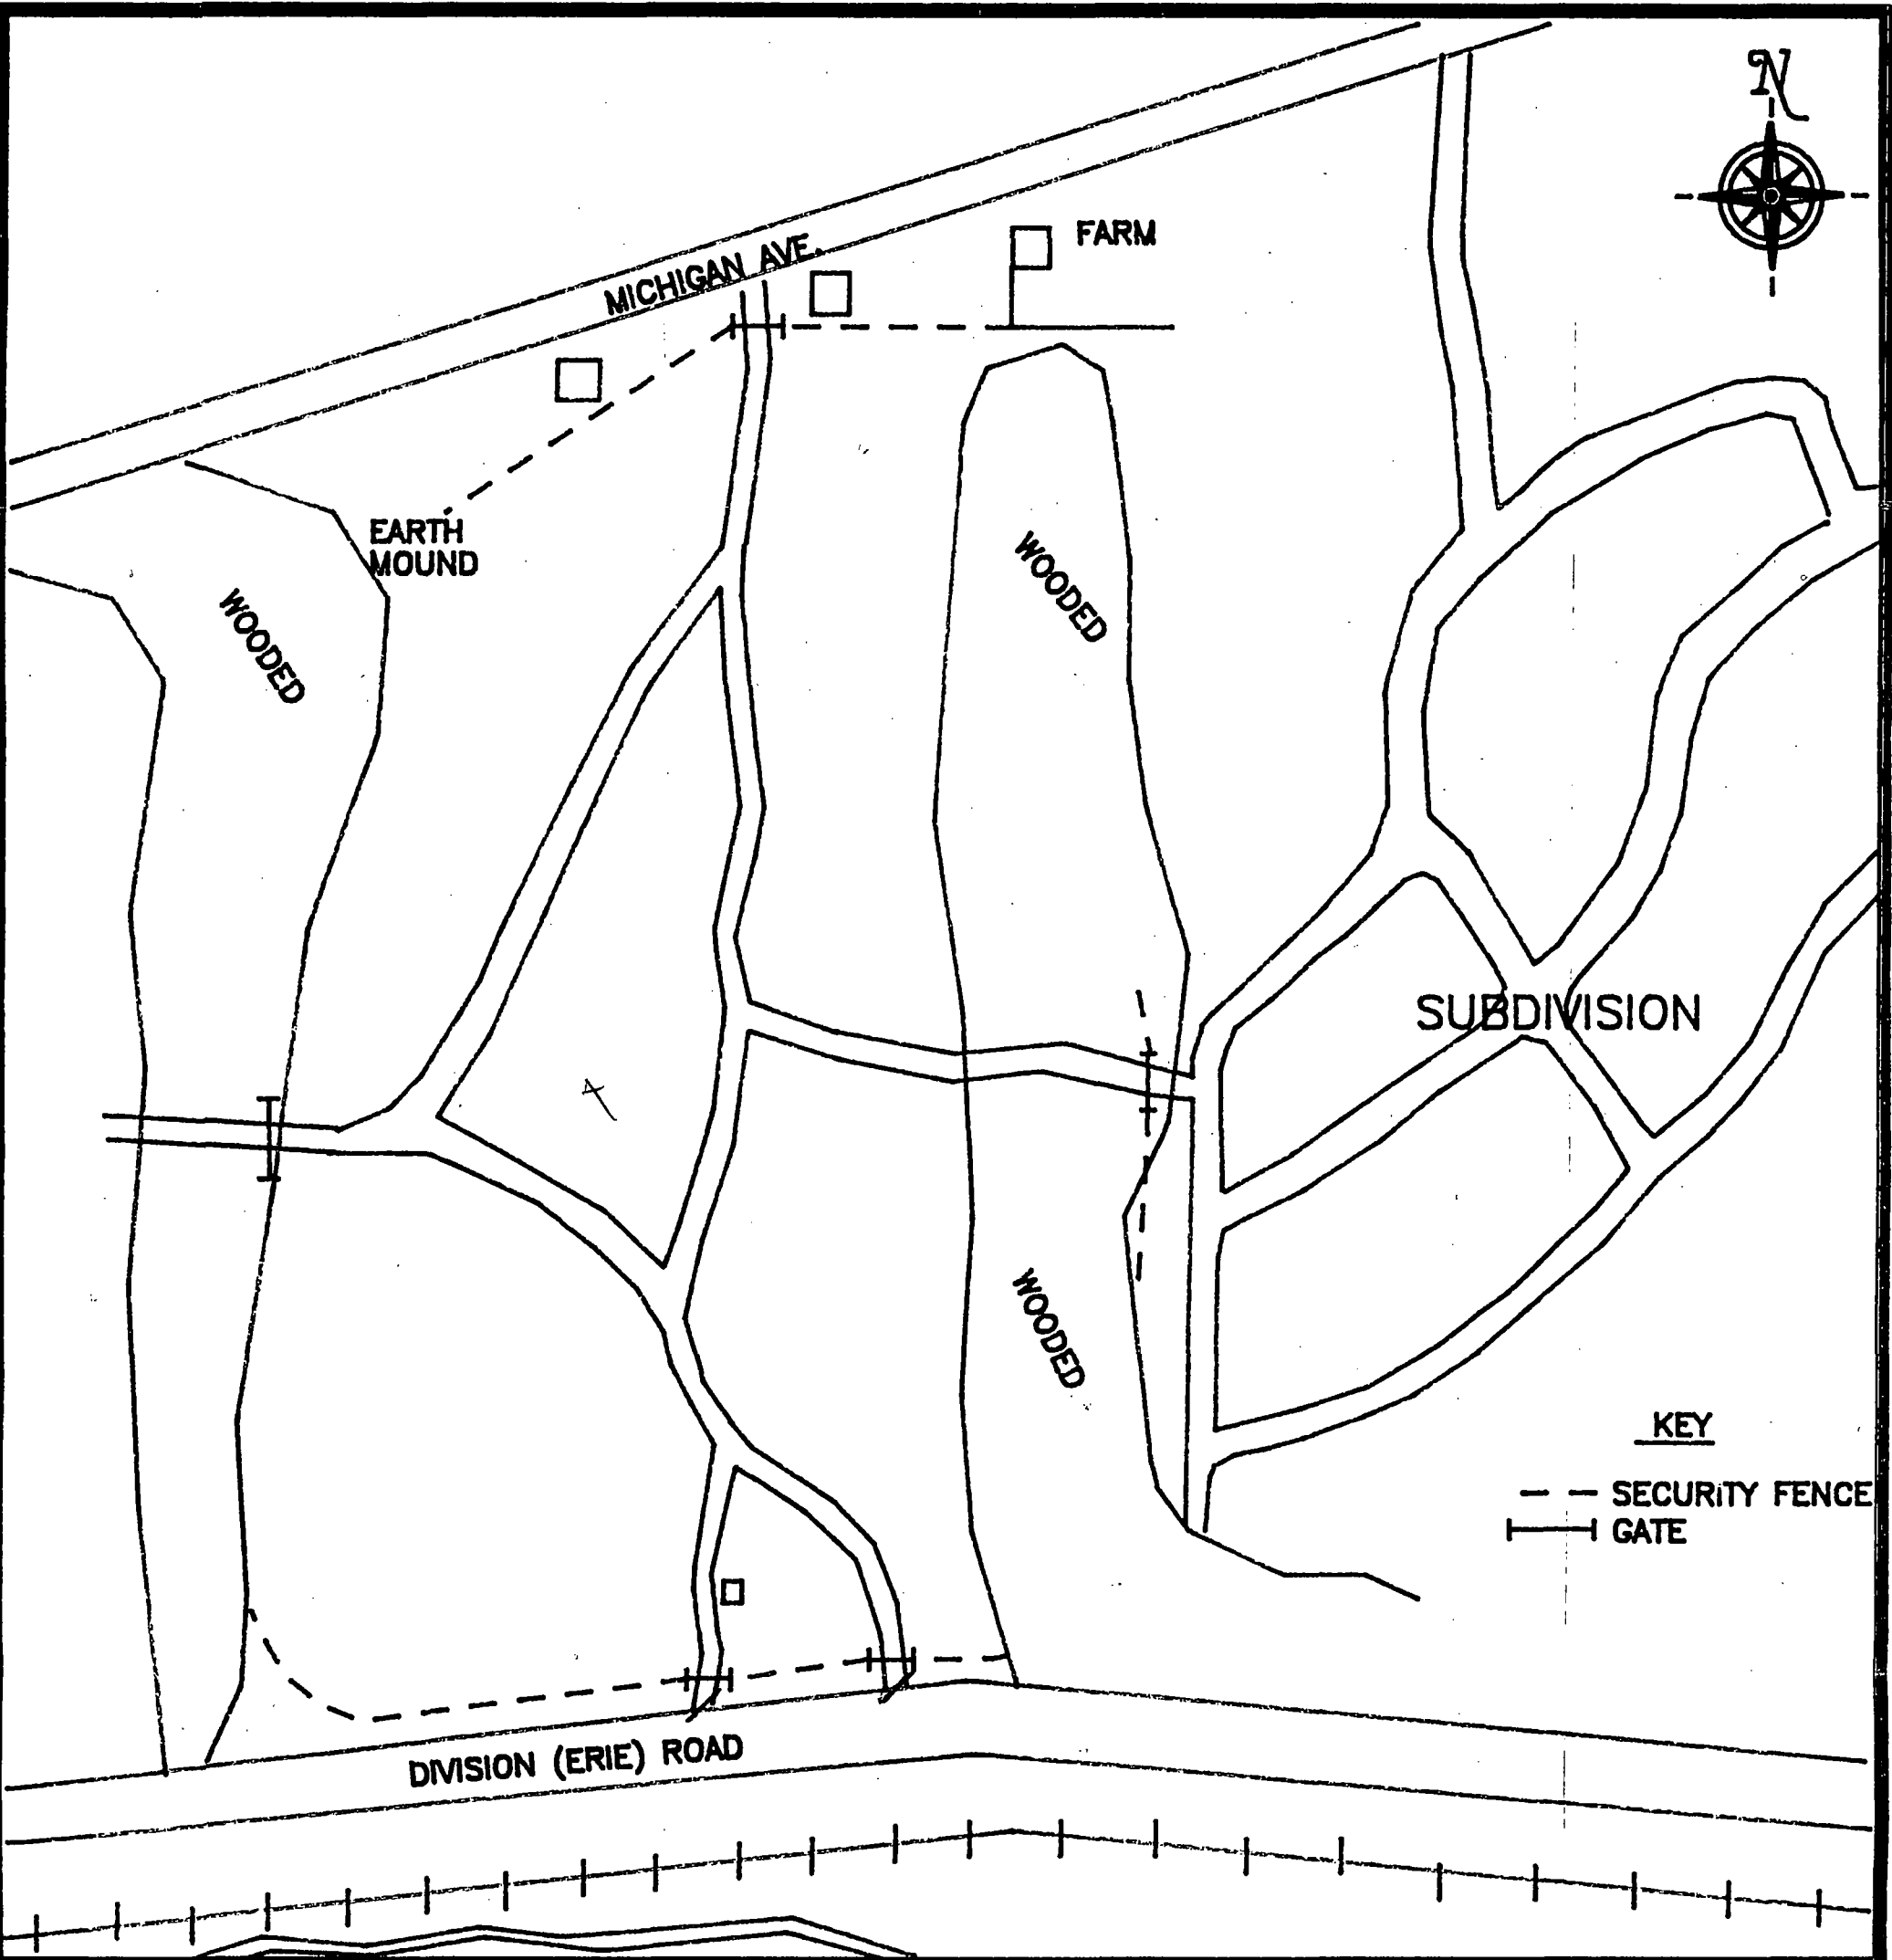 N
FARM
MICHIGAN AVE.
EARTH
MOUND
WOODED
WOODED
SUBDIVISION
WOODED
KEY
SECURITY FENCE
GATE
DIVISION (ERIE) ROAD